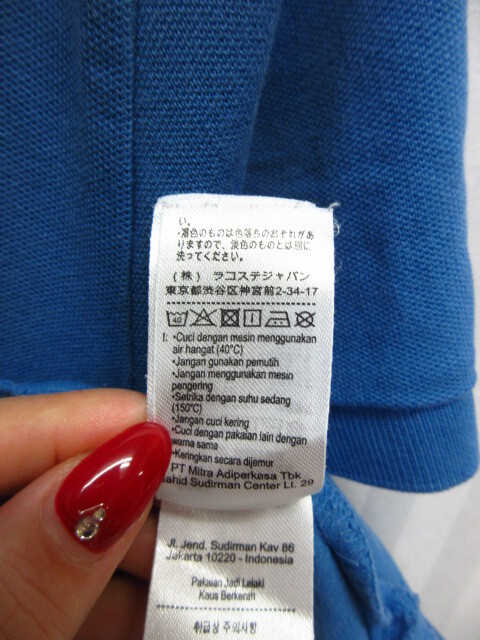 い。
・濃色のものは色落ちのおそれがあ
りますので、淡色のものとは別に
洗ってください。
(株) ラコステジャパン
東京都渋谷区神宮前2-34-17
40
I: •Cuci dengan mesin menggunakan
air hangat (40°C)
•Jangan gunakan pemutih
•Jangan menggunakan mesin
pengering
•Setrika dengan suhu sedang
(150°C)
•Jangan cuci kering
•Cuci dengan pakaian lain dengan
warna sama
•Keringkan secara dijemur
PT Mitra Adiperkasa Tbk
Sahid Sudirman Center Lt. 29
Jl. Jend. Sudirman Kav 86
Jakarta 10220 - Indonesia
Pakaian Jadi Lelaki
Kaus Berkerah
취급상 주의사항